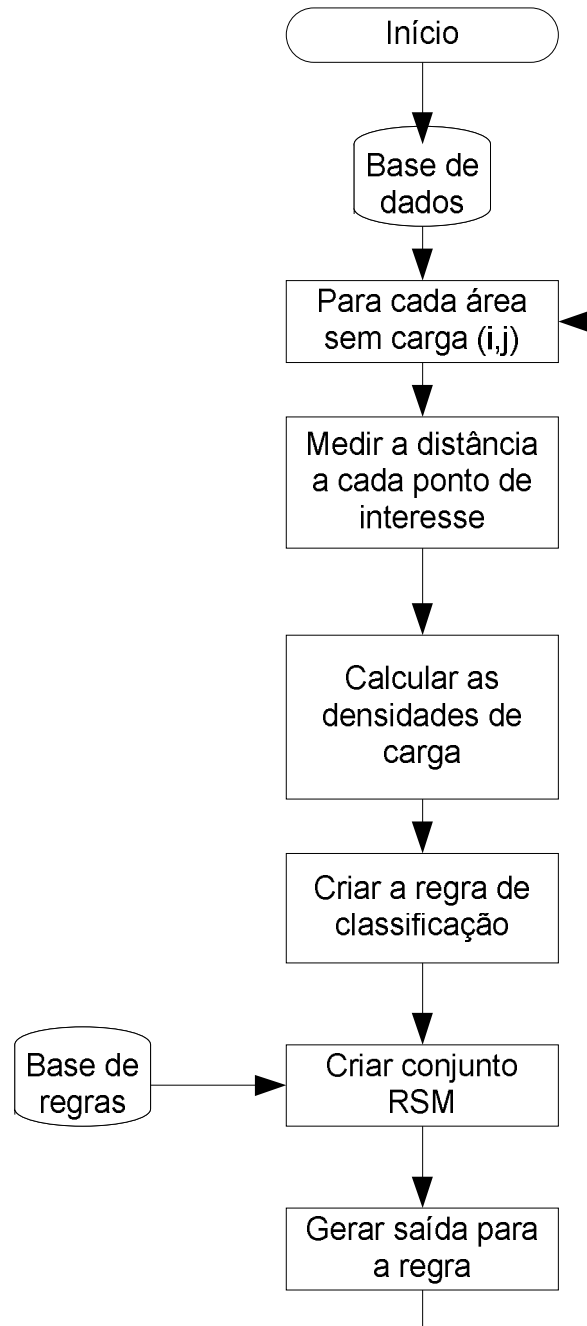 Início
Base de
dados
Para cada área
sem carga (i,j)
Medir a distância
a cada ponto de
interesse
Calcular as
densidades de
carga
Criar a regra de
classificação
Base de
regras
Criar conjunto
RSM
Gerar saída para
a regra